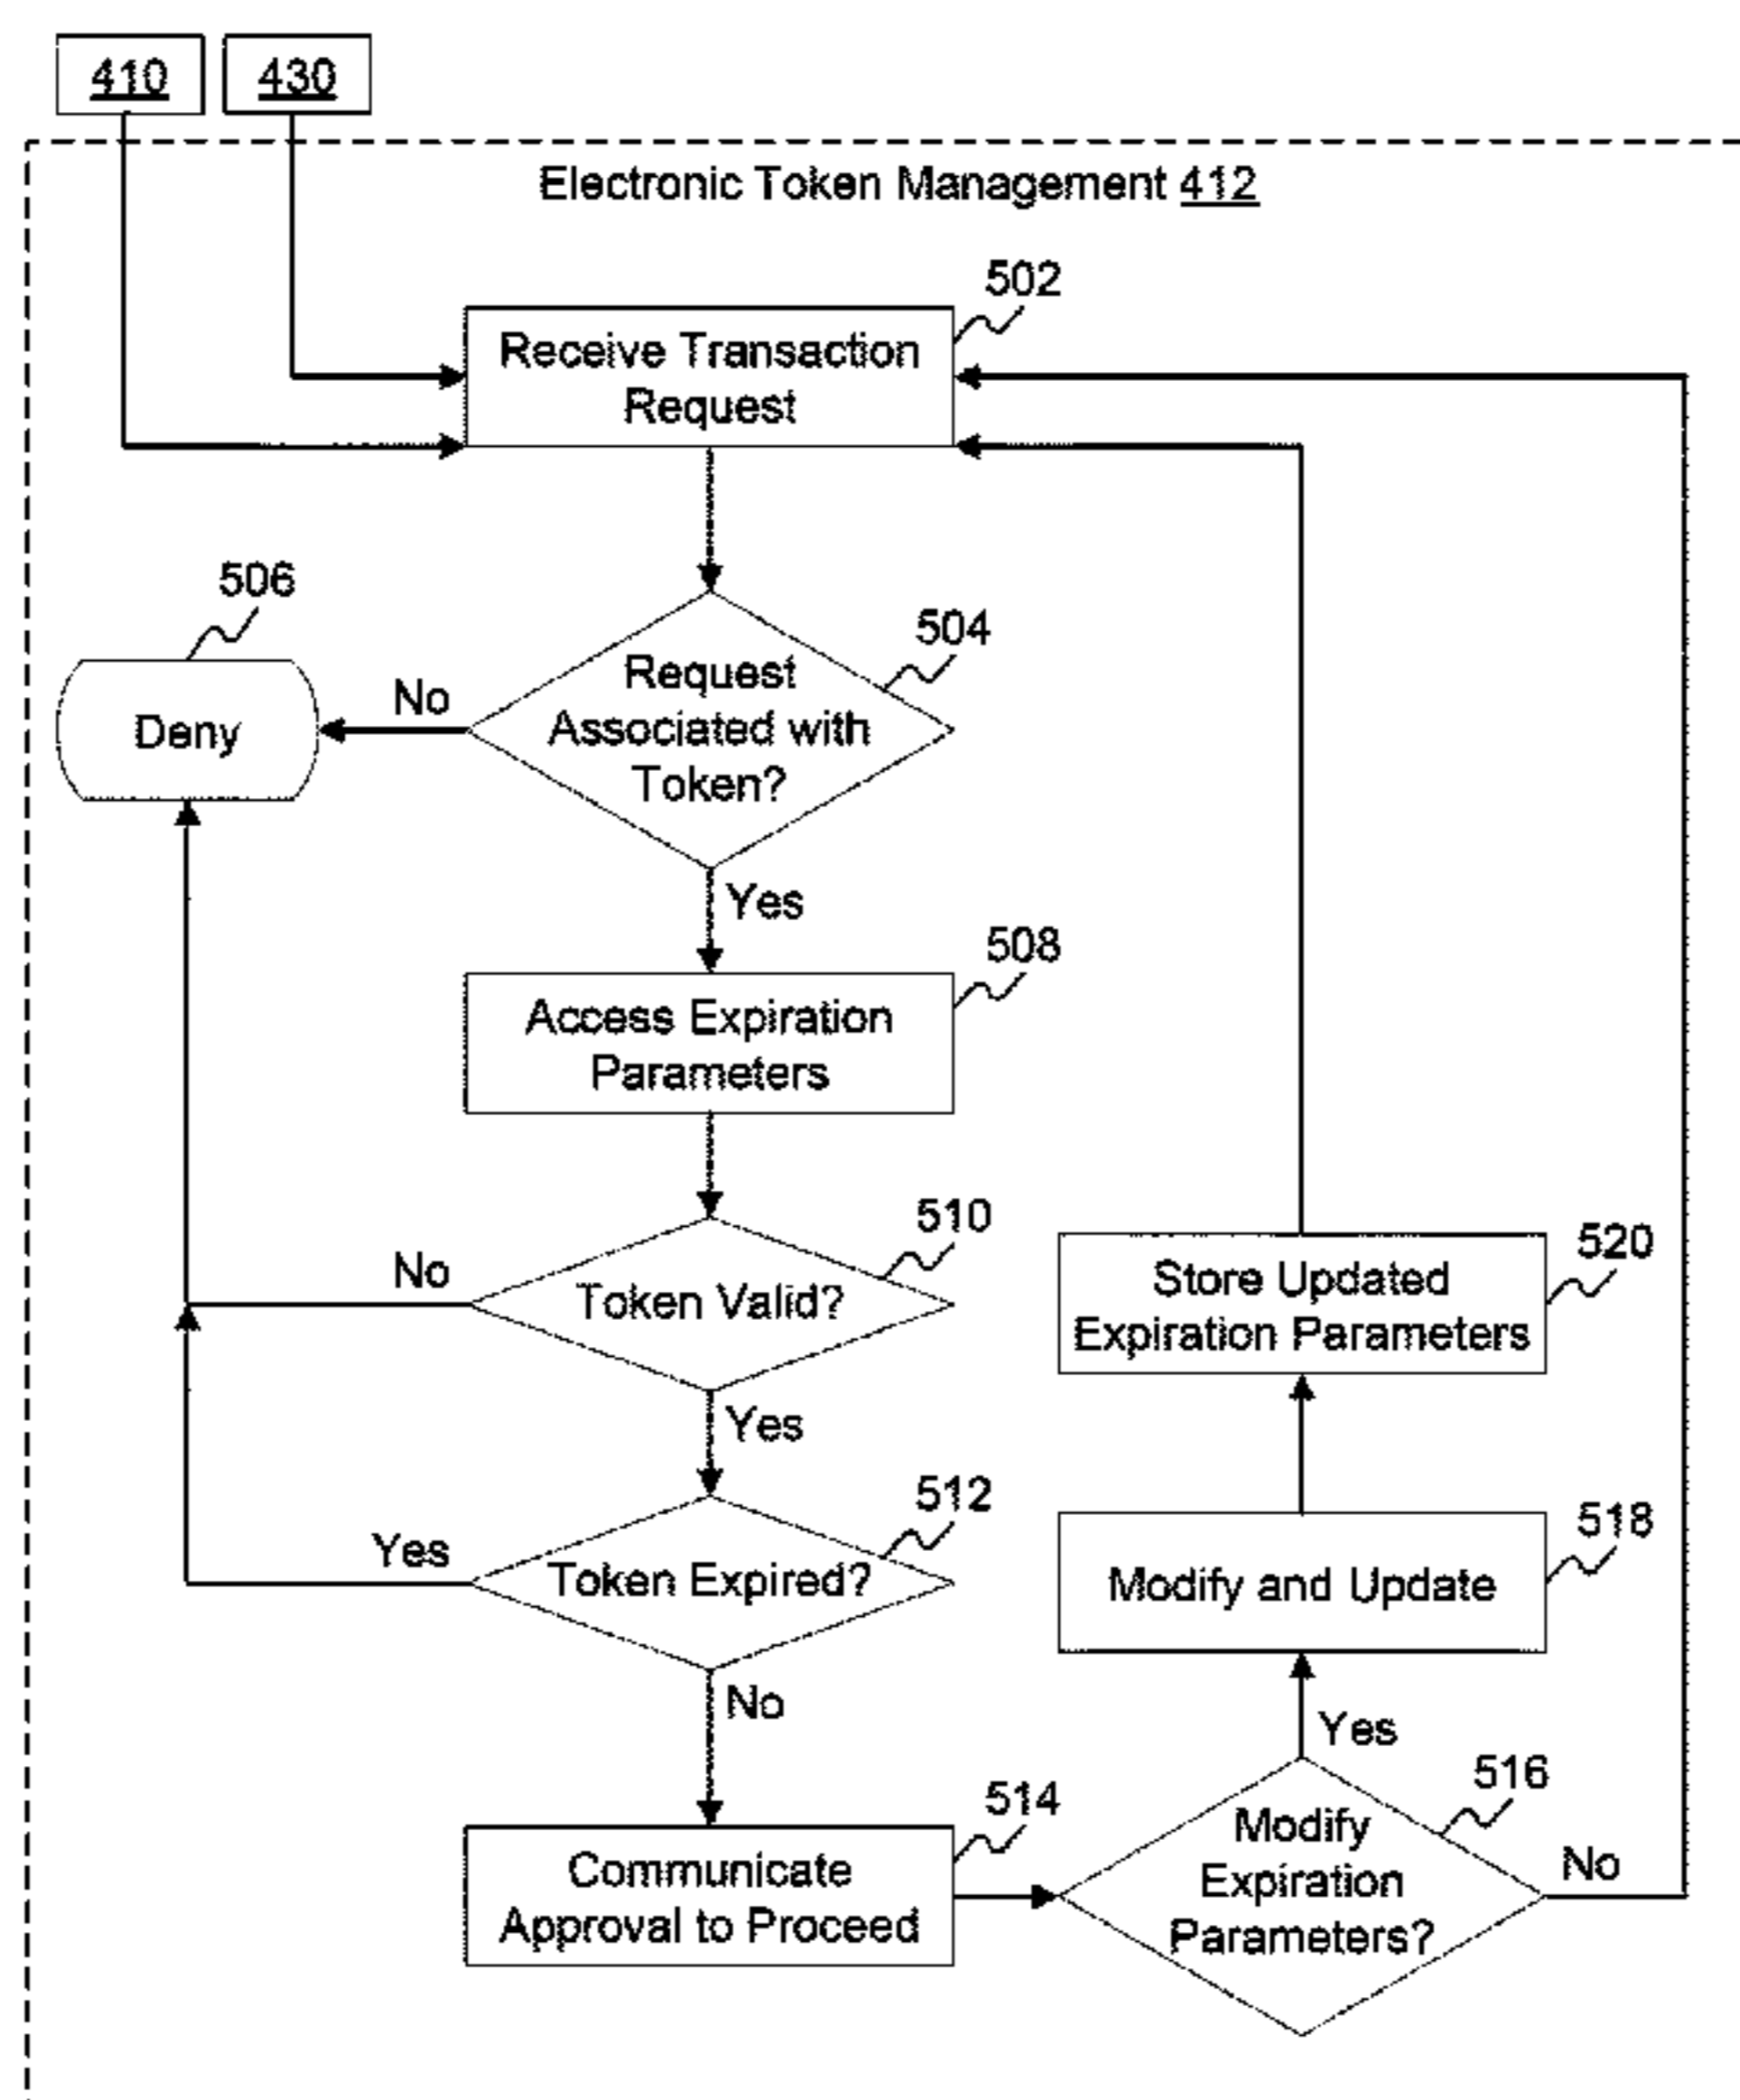 410
430
Electronic Token Management 412
502
Receive Transaction
Request
506
504
Deny
No
Request
Associated with
Token?
Yes
508
Access Expiration
Parameters
510
No
Token Valid?
520
Store Updated
Expiration Parameters
Yes
512
Yes
Token Expired?
518
Modify and Update
No
Yes
514
516
Communicate
Approval to Proceed
Modify
Expiration
Parameters?
No